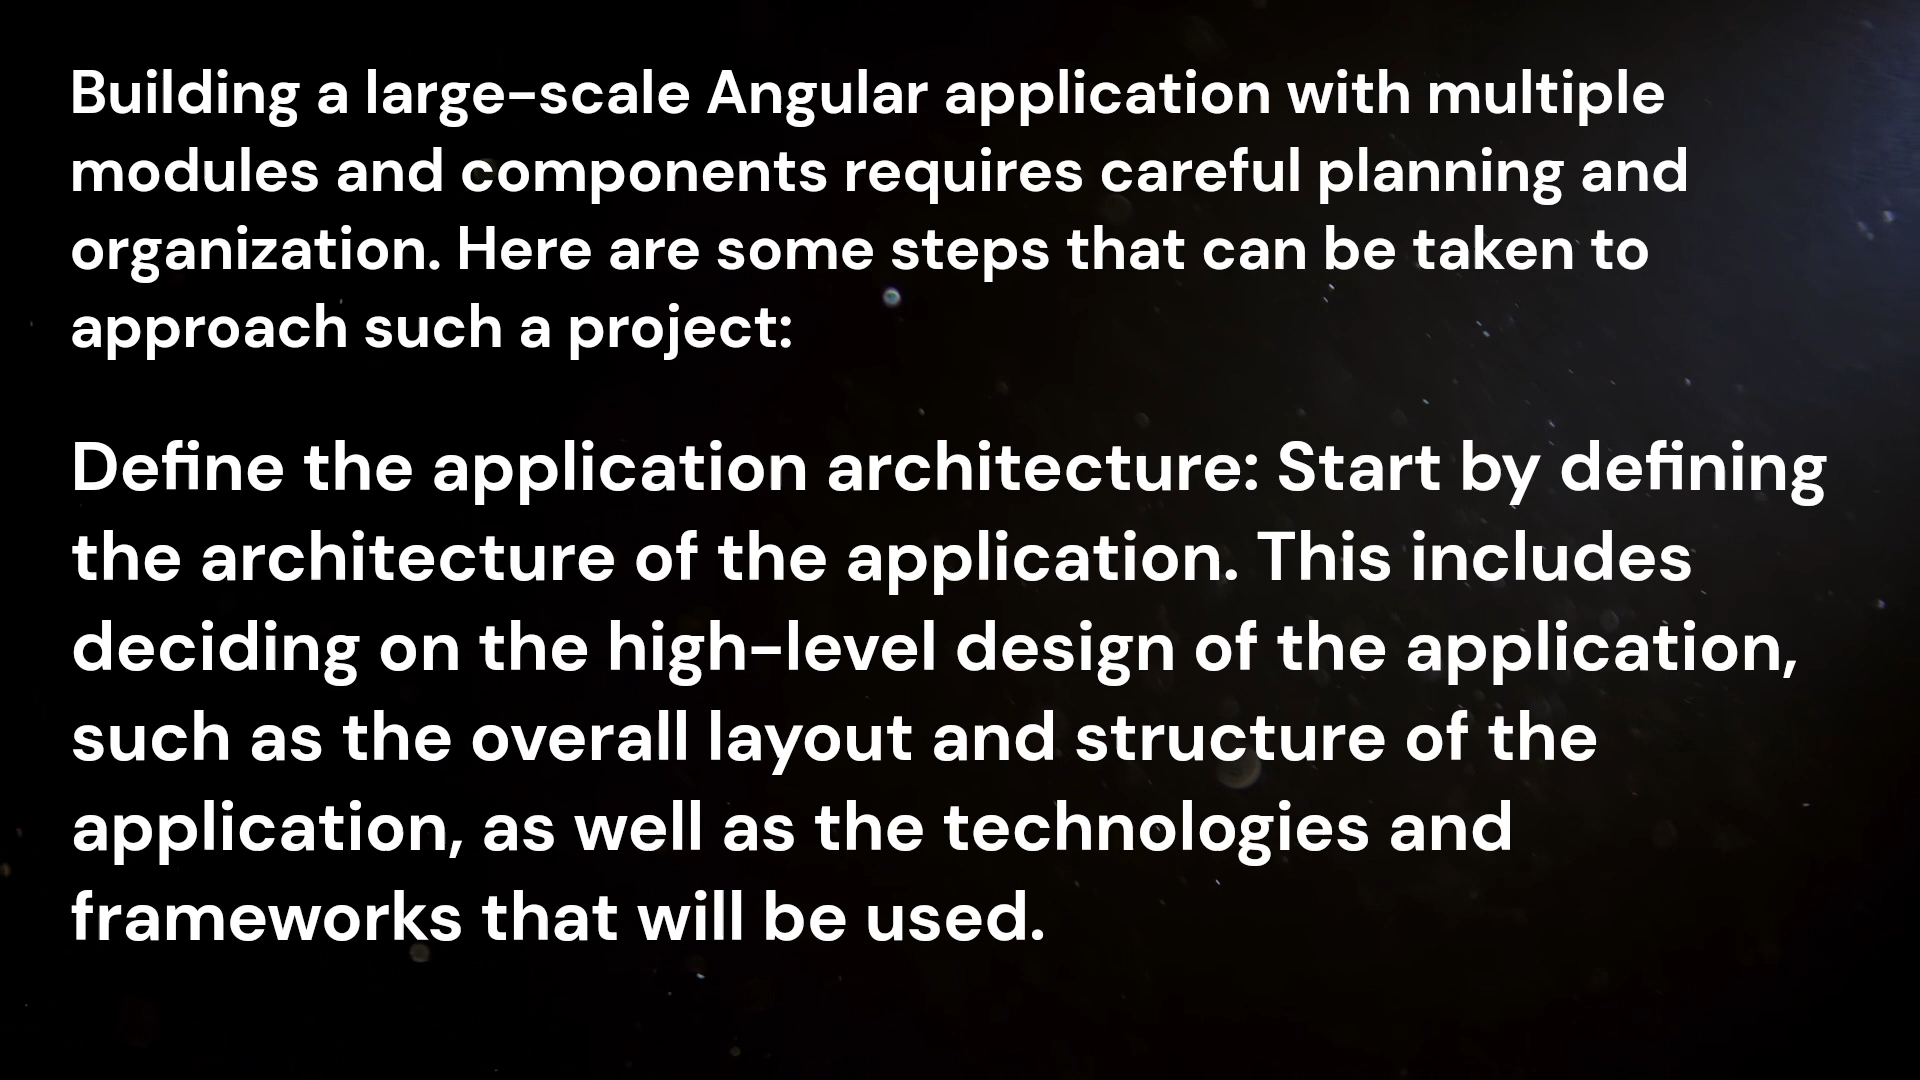 Building a large-scale Angular application with multiple
modules and components requires careful planning and
organization. Here are some steps that can be taken to
approach such a project:
Define the application architecture: Start by defining
the architecture of the application. This includes
deciding on the high-level design of the application,
such as the overall layout and structure of the
application, as well as the technologies and
frameworks that will be used.